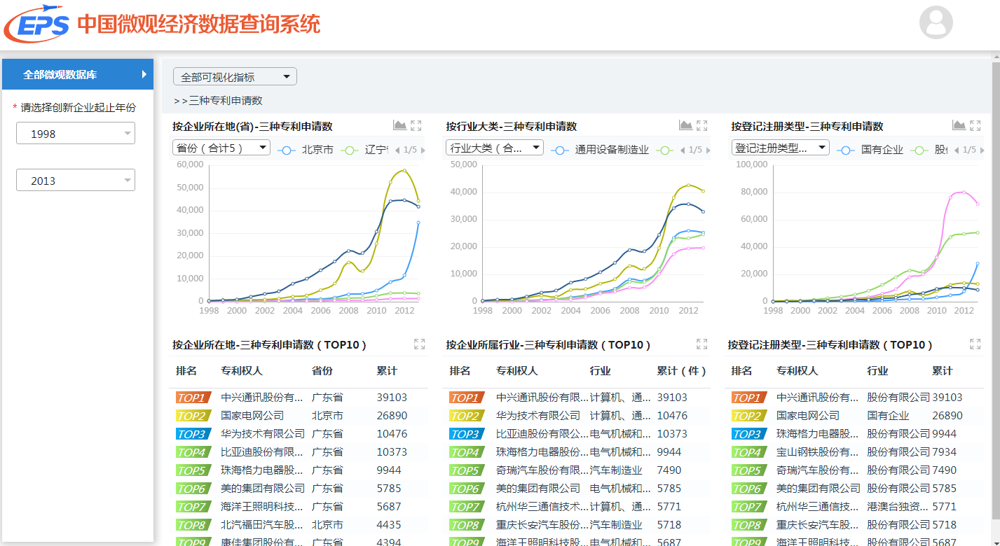 EPS 中国微观经济数据查询系统
全部微观数据库
* 请选择创新企业起止年份
1998
2013
全部可视化指标
>>三种专利申请数
按企业所在地(省)-三种专利申请数
省份（合计5） 北京市 辽宁 1/5
60,000
50,000
40,000
30,000
20,000
10,000
0
1998 2000 2002 2004 2006 2008 2010 2012
按行业大类-三种专利申请数
行业大类（合... 通用设备制造业 1/5
50,000
40,000
30,000
20,000
10,000
0
1998 2000 2002 2004 2006 2008 2010 2012
按登记注册类型-三种专利申请数
登记注册类型... 国有企业 股 1/5
100,000
80,000
60,000
40,000
20,000
0
1998 2000 2002 2004 2006 2008 2010 2012
按企业所在地-三种专利申请数（TOP10）
排名 专利权人 省份 累计
TOP1 中兴通讯股份有... 广东省 39103
TOP2 国家电网公司 北京市 26890
TOP3 华为技术有限公司 广东省 10476
TOP4 比亚迪股份有限... 广东省 10373
TOP5 珠海格力电器股... 广东省 9944
TOP6 美的集团有限公司 广东省 5785
TOP7 海洋王照明科技... 广东省 5687
TOP8 北汽福田汽车股... 北京市 4435
TOP9 康佳集团股份有... 广东省 4394
按企业所属行业-三种专利申请数（TOP10）
排名 专利权人 行业 累计（件）
TOP1 中兴通讯股份有限... 计算机、通... 39103
TOP2 华为技术有限公司 计算机、通... 10476
TOP3 比亚迪股份有限公... 电气机械和... 10373
TOP4 珠海格力电器股份... 电气机械和... 9944
TOP5 奇瑞汽车股份有限... 汽车制造业 7490
TOP6 美的集团有限公司 电气机械和... 5785
TOP7 杭州华三通信技术... 计算机、通... 5771
TOP8 重庆长安汽车股份... 汽车制造业 5718
TOP9 海洋王照明科技股... 电气机械和... 5687
按登记注册类型-三种专利申请数（TOP10）
排名 专利权人 行业 累计
TOP1 中兴通讯股份有... 股份有限公司 39103
TOP2 国家电网公司 国有企业 26890
TOP3 珠海格力电器股... 股份有限公司 9944
TOP4 宝山钢铁股份有... 股份有限公司 7934
TOP5 奇瑞汽车股份有... 股份有限公司 7490
TOP6 美的集团有限公司 股份有限公司 5785
TOP7 杭州华三通信技... 港澳台独资... 5771
TOP8 重庆长安汽车股... 股份有限公司 5718
TOP9 海洋王照明科技... 股份有限公司 5687